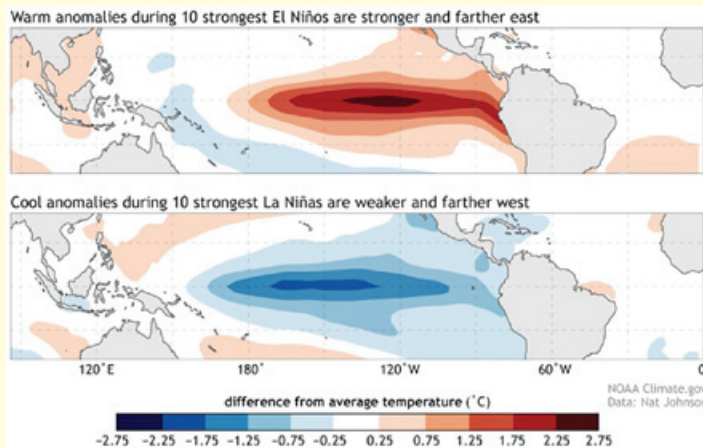 Warm anomalies during 10 strongest El Niños are stronger and farther east
Cool anomalies during 10 strongest La Niñas are weaker and farther west
120°E 180° 120°W 60°W 0
NOAA Climate.gov
Data: Nat Johnson
difference from average temperature (°C)
-2.75 -2.25 -1.75 -1.25 -0.75 -0.25 0.25 0.75 1.25 1.75 2.25 2.75